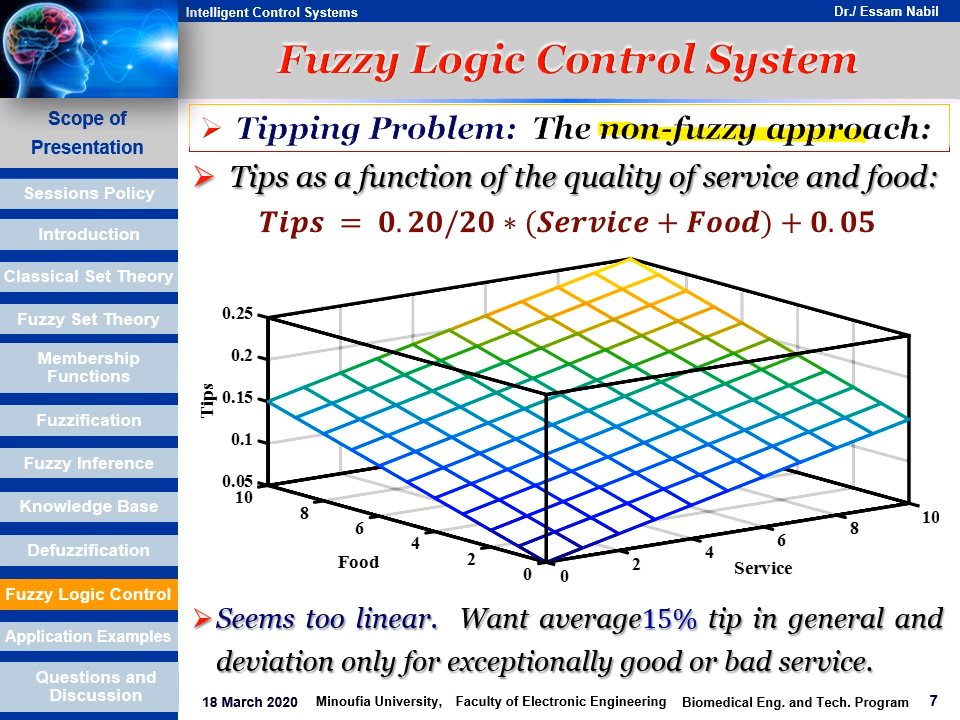 Intelligent Control Systems
Dr./ Essam Nabil
Fuzzy Logic Control System
Scope of
Presentation
Sessions Policy
Introduction
Classical Set Theory
Fuzzy Set Theory
Membership
Functions
Fuzzification
Fuzzy Inference
Knowledge Base
Defuzzification
Fuzzy Logic Control
Application Examples
Questions and
Discussion
➢ Tipping Problem: The non-fuzzy approach:
➢ Tips as a function of the quality of service and food:
Tips = 0.20/20 ∗ (Service + Food) + 0.05
0.25
0.2
0.15
0.1
0.05
Tips
10
8
6
4
2
0
Food
0
2
4
6
8
10
Service
➢ Seems too linear. Want average15% tip in general and
deviation only for exceptionally good or bad service.
18 March 2020 Minoufia University, Faculty of Electronic Engineering Biomedical Eng. and Tech. Program 7